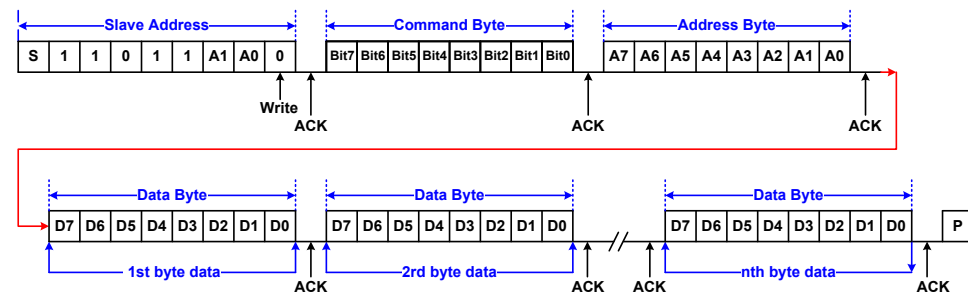 Slave Address Command Byte Address Byte
S 1 1 0 1 1 A1 A0 0 Bit7 Bit6 Bit5 Bit4 Bit3 Bit2 Bit1 Bit0 A7 A6 A5 A4 A3 A2 A1 A0
Write
ACK ACK ACK
Data Byte Data Byte Data Byte
D7 D6 D5 D4 D3 D2 D1 D0 D7 D6 D5 D4 D3 D2 D1 D0 D7 D6 D5 D4 D3 D2 D1 D0 P
1st byte data 2rd byte data nth byte data
ACK ACK ACK ACK